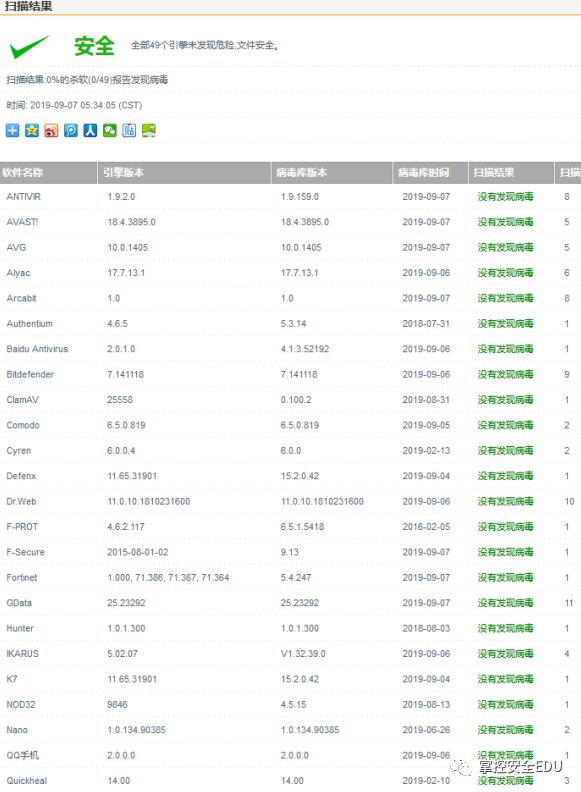 扫描结果
安全 全部49个引擎未发现危险,文件安全。
扫描结果:0%的杀软(0/49)报告发现病毒
时间: 2019-09-07 05:34:05 (CST)
软件名称 引擎版本 病毒库版本 病毒库时间 扫描结果 扫描
ANTIVIR 1.9.2.0 1.9.159.0 2019-09-07 没有发现病毒 8
AVAST! 18.4.3895.0 18.4.3895.0 2019-09-07 没有发现病毒 5
AVG 10.0.1405 10.0.1405 2019-09-07 没有发现病毒 5
Alyac 17.7.13.1 17.7.13.1 2019-09-06 没有发现病毒 6
Arcabit 1.0 1.0 2019-09-07 没有发现病毒 8
Authentium 4.6.5 5.3.14 2018-07-31 没有发现病毒 1
Baidu Antivirus 2.0.1.0 4.1.3.52192 2019-09-06 没有发现病毒 1
Bitdefender 7.141118 7.141118 2019-09-06 没有发现病毒 9
ClamAV 25558 0.100.2 2019-08-31 没有发现病毒 1
Comodo 6.5.0.819 6.5.0.819 2019-09-05 没有发现病毒 2
Cyren 6.0.0.4 6.0.0 2019-02-13 没有发现病毒 2
Defenx 11.65.31901 15.2.0.42 2019-09-04 没有发现病毒 1
Dr.Web 11.0.10.1810231600 11.0.10.1810231600 2019-09-06 没有发现病毒 10
F-PROT 4.6.2.117 6.5.1.5418 2016-02-05 没有发现病毒 1
F-Secure 2015-08-01-02 9.13 2019-09-07 没有发现病毒 1
Fortinet 1.000, 71.386, 71.367, 71.364 5.4.247 2019-09-07 没有发现病毒 1
GData 25.23292 25.23292 2019-09-07 没有发现病毒 11
Hunter 1.0.1.300 1.0.1.300 2018-08-03 没有发现病毒 1
IKARUS 5.02.07 V1.32.39.0 2019-09-06 没有发现病毒 4
K7 11.65.31901 15.2.0.42 2019-09-04 没有发现病毒 1
NOD32 9846 4.5.15 2019-08-13 没有发现病毒 1
Nano 1.0.134.90385 1.0.134.90385 2019-06-26 没有发现病毒 2
QQ手机 2.0.0.0 2.0.0.0 2019-09-06 没有发现病毒 1
掌控安全EDU
Quickheal 14.00 14.00 2019-02-10 没有发现病毒 3